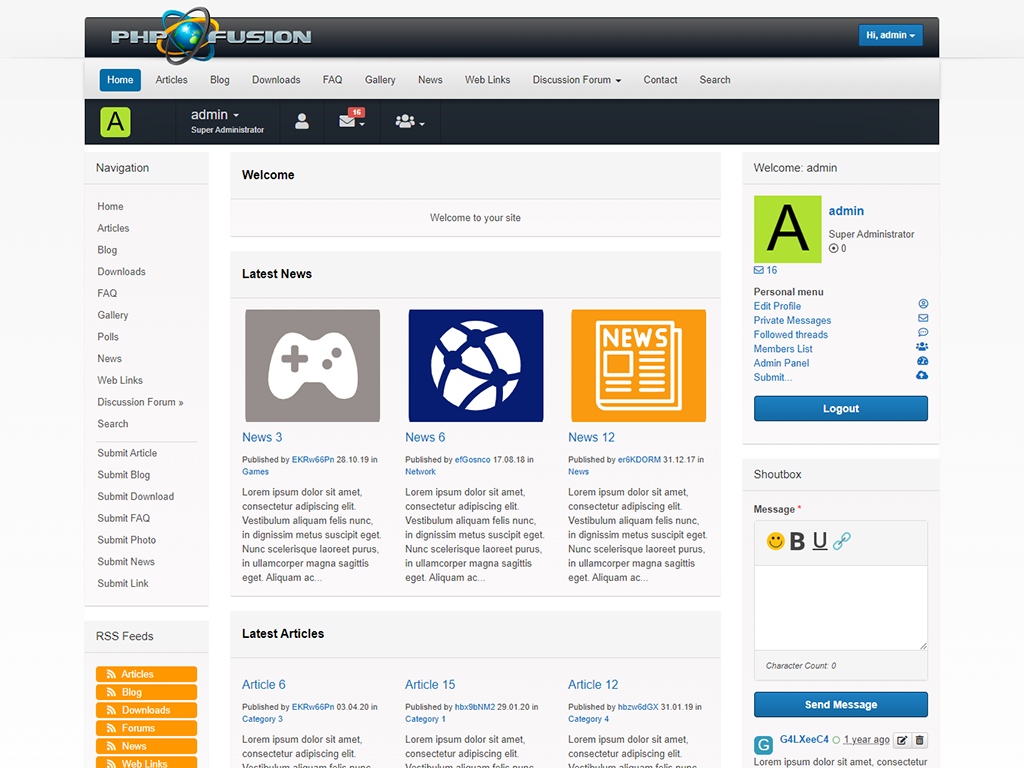 PHP FUSION
Hi, admin
Home Articles Blog Downloads FAQ Gallery News Web Links Discussion Forum Contact Search
A
admin
Super Administrator
16
Navigation
Home
Articles
Blog
Downloads
FAQ
Gallery
Polls
News
Web Links
Discussion Forum »
Search
Submit Article
Submit Blog
Submit Download
Submit FAQ
Submit Photo
Submit News
Submit Link
RSS Feeds
Articles
Blog
Downloads
Forums
News
Web Links
Welcome
Welcome to your site
Latest News
News 3
Published by EKRw66Pn 28.10.19 in
Games
Lorem ipsum dolor sit amet,
consectetur adipiscing elit.
Vestibulum aliquam felis nunc,
in dignissim metus suscipit eget.
Nunc scelerisque laoreet purus,
in ullamcorper magna sagittis
eget. Aliquam ac...
News 6
Published by efGosnco 17.08.18 in
Network
Lorem ipsum dolor sit amet,
consectetur adipiscing elit.
Vestibulum aliquam felis nunc,
in dignissim metus suscipit eget.
Nunc scelerisque laoreet purus,
in ullamcorper magna sagittis
eget. Aliquam ac...
NEWS
News 12
Published by er6KDORM 31.12.17 in
News
Lorem ipsum dolor sit amet,
consectetur adipiscing elit.
Vestibulum aliquam felis nunc,
in dignissim metus suscipit eget.
Nunc scelerisque laoreet purus,
in ullamcorper magna sagittis
eget. Aliquam ac...
Latest Articles
Article 6
Published by EKRw66Pn 03.04.20 in
Category 3
Lorem ipsum dolor sit amet,
consectetur adipiscing elit.
Vestibulum aliquam felis nunc,
Article 15
Published by hbx9bNM2 29.01.20 in
Category 1
Lorem ipsum dolor sit amet,
consectetur adipiscing elit.
Vestibulum aliquam felis nunc,
Article 12
Published by hbzw6dGX 31.01.19 in
Category 4
Lorem ipsum dolor sit amet,
consectetur adipiscing elit.
Vestibulum aliquam felis nunc,
Welcome: admin
A
admin
Super Administrator
0
16
Personal menu
Edit Profile
Private Messages
Followed threads
Members List
Admin Panel
Submit...
Logout
Shoutbox
Message *
B U
Character Count: 0
Send Message
G
G4LXeeC4 1 year ago
Lorem ipsum dolor sit amet, consectetur